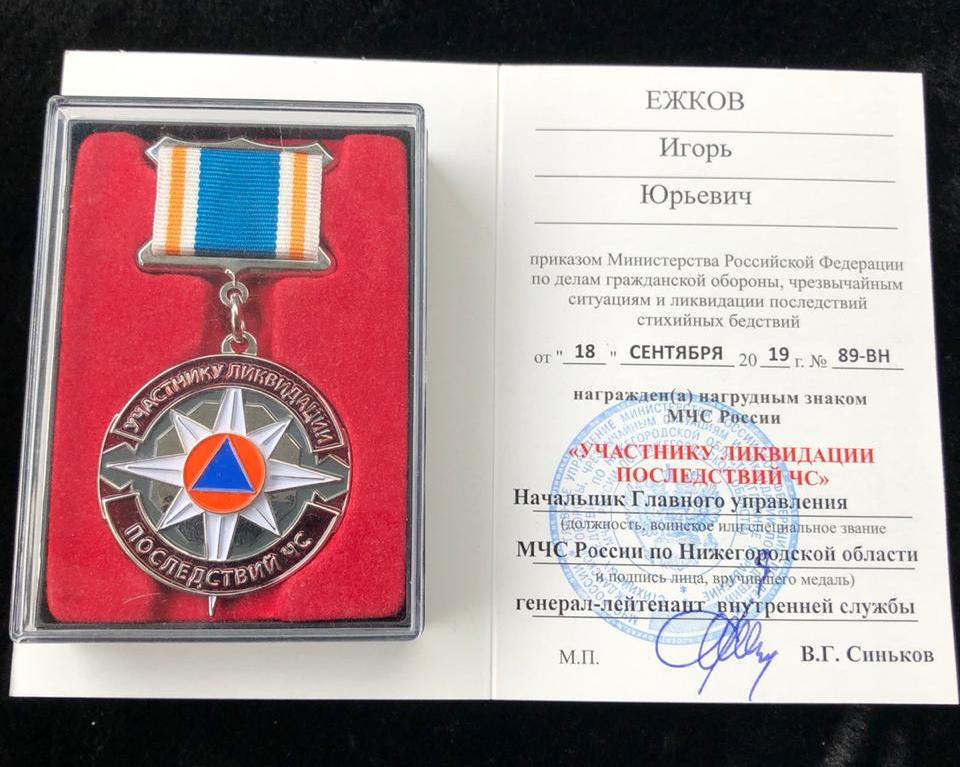 УЧАСТНИКУ ЛИКВИДАЦИИ
ПОСЛЕДСТВИЙ ЧС
ЕЖКОВ
Игорь
Юрьевич
приказом Министерства Российской Федерации
по делам гражданской обороны, чрезвычайным
ситуациям и ликвидации последствий
стихийных бедствий
от " 18 " СЕНТЯБРЯ 20 19 г. № 89-ВН
награжден(а) нагрудным знаком
МЧС России
«УЧАСТНИКУ ЛИКВИДАЦИИ
ПОСЛЕДСТВИЙ ЧС»
Начальник Главного управления
(должность, воинское или специальное звание
МЧС России по Нижегородской области
и подпись лица, вручившего медаль)
генерал-лейтенант внутренней службы
М.П. В.Г. Синьков